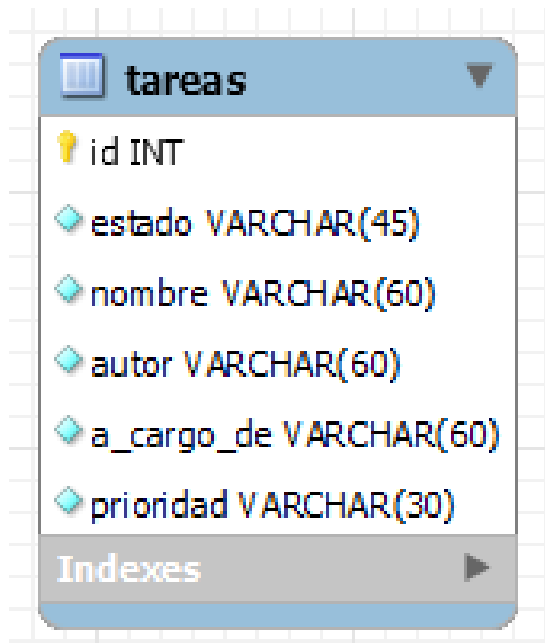 tareas
id INT
estado VARCHAR(45)
nombre VARCHAR(60)
autor VARCHAR(60)
a_cargo_de VARCHAR(60)
prioridad VARCHAR(30)
Indexes